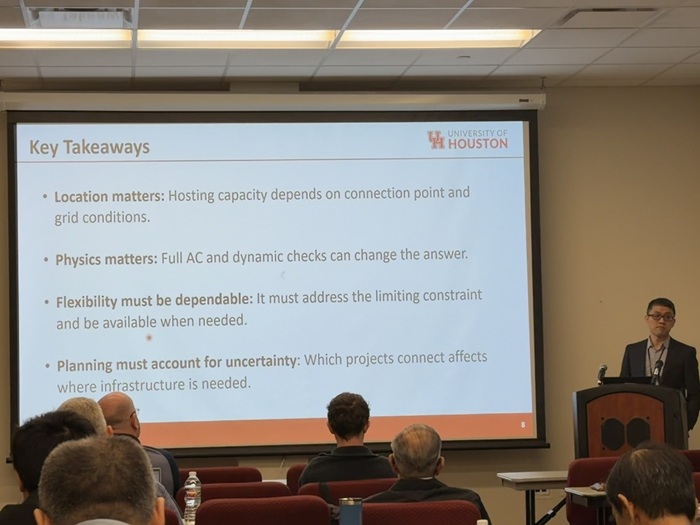 Key Takeaways
UNIVERSITY OF
HOUSTON
• Location matters: Hosting capacity depends on connection point and
grid conditions.
• Physics matters: Full AC and dynamic checks can change the answer.
• Flexibility must be dependable: It must address the limiting constraint
and be available when needed.
• Planning must account for uncertainty: Which projects connect affects
where infrastructure is needed.
8